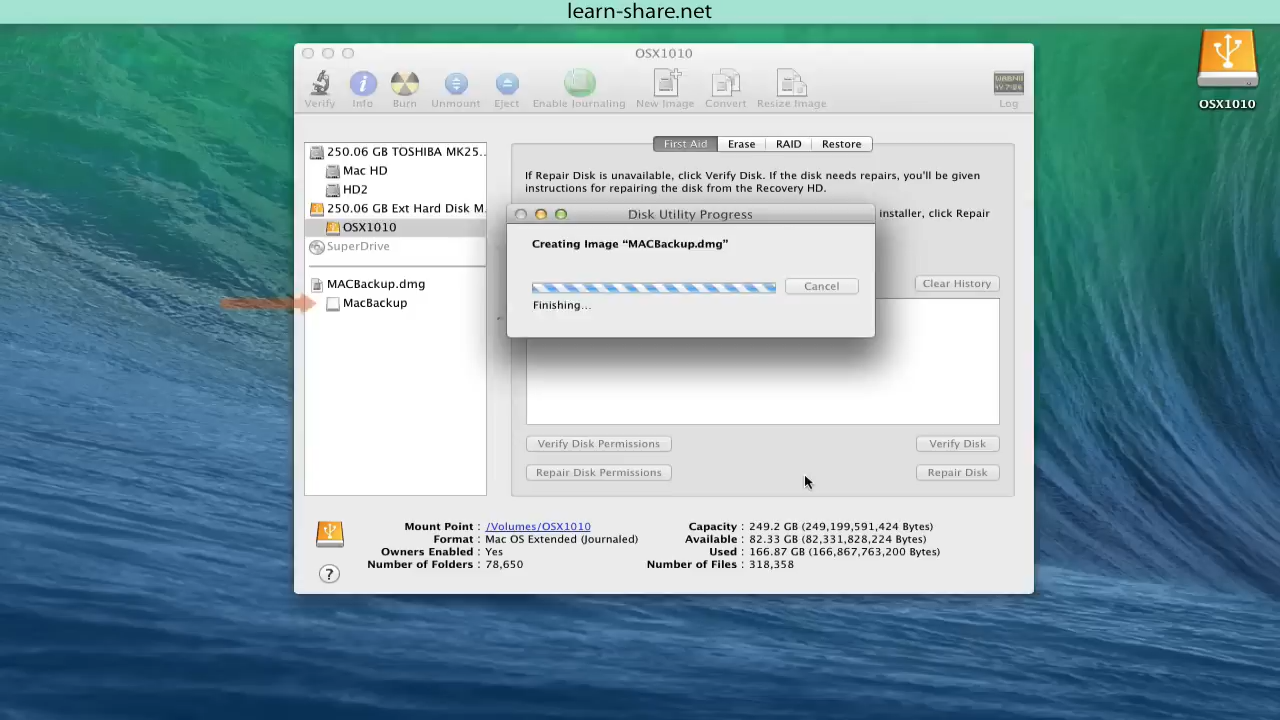 learn-share.net
OSX1010
Verify
Info
Burn
Unmount
Eject
Enable Journaling
New Image
Convert
Resize Image
Log
OSX1010
250.06 GB TOSHIBA MK25...
Mac HD
HD2
250.06 GB Ext Hard Disk M...
OSX1010
SuperDrive
MACBackup.dmg
MacBackup
First Aid
Erase
RAID
Restore
If Repair Disk is unavailable, click Verify Disk. If the disk needs repairs, you'll be given
instructions for repairing the disk from the Recovery HD.
installer, click Repair
Disk Utility Progress
Creating Image “MACBackup.dmg”
Cancel
Finishing...
Clear History
Verify Disk Permissions
Verify Disk
Repair Disk Permissions
Repair Disk
Mount Point : /Volumes/OSX1010
Format : Mac OS Extended (Journaled)
Owners Enabled : Yes
Number of Folders : 78,650
Capacity : 249.2 GB (249,199,591,424 Bytes)
Available : 82.33 GB (82,331,828,224 Bytes)
Used : 166.87 GB (166,867,763,200 Bytes)
Number of Files : 318,358
?